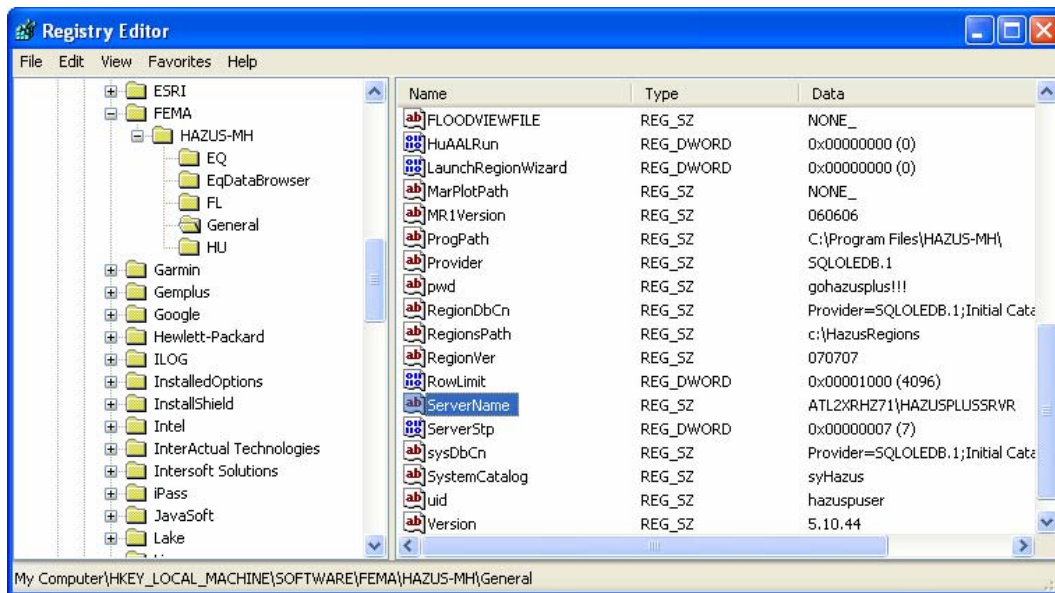 Registry Editor
File Edit View Favorites Help
ESRI
FEMA
HAZUS-MH
EQ
EqDataBrowser
FL
General
HU
Garmin
Gemplus
Google
Hewlett-Packard
ILOG
InstalledOptions
InstallShield
Intel
InterActual Technologies
Intersoft Solutions
iPass
JavaSoft
Lake
Name Type Data
FLOODVIEWFILE REG_SZ NONE_
HuAALRun REG_DWORD 0x00000000 (0)
LaunchRegionWizard REG_DWORD 0x00000000 (0)
MarPlotPath REG_SZ NONE_
MR1Version REG_SZ 060606
ProgPath REG_SZ C:\Program Files\HAZUS-MH\
Provider REG_SZ SQLOLEDB.1
pwd REG_SZ gohazusplus!!!
RegionDbCn REG_SZ Provider=SQLOLEDB.1;Initial Cata
RegionsPath REG_SZ c:\HazusRegions
RegionVer REG_SZ 070707
RowLimit REG_DWORD 0x00001000 (4096)
ServerName REG_SZ ATL2XRHZ71\HAZUSPLUSSRVR
ServerStp REG_DWORD 0x00000007 (7)
sysDbCn REG_SZ Provider=SQLOLEDB.1;Initial Cata
SystemCatalog REG_SZ syHazus
uid REG_SZ hazuspuser
Version REG_SZ 5.10.44
My Computer\HKEY_LOCAL_MACHINE\SOFTWARE\FEMA\HAZUS-MH\General